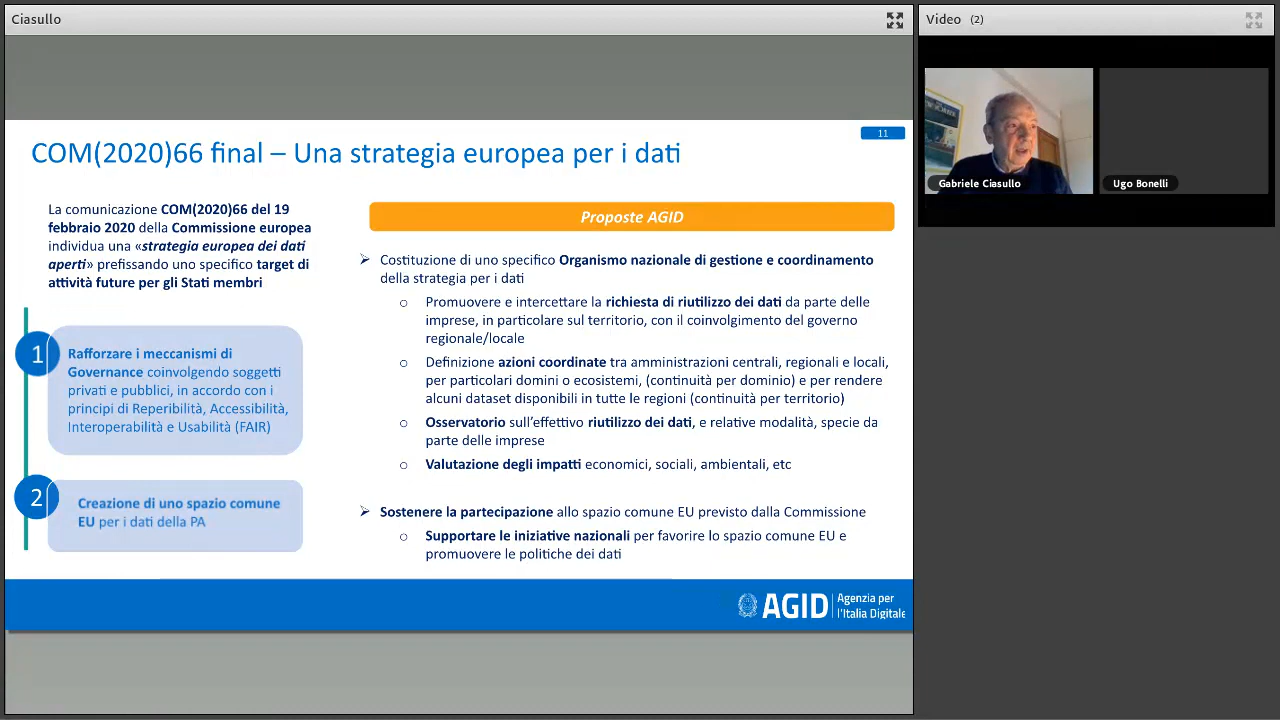 Ciasullo
Video (2)
11
COM(2020)66 final – Una strategia europea per i dati
La comunicazione COM(2020)66 del 19
febbraio 2020 della Commissione europea
individua una «strategia europea dei dati
aperti» prefissando uno specifico target di
attività future per gli Stati membri
1
Rafforzare i meccanismi di
Governance coinvolgendo soggetti
privati e pubblici, in accordo con i
principi di Reperibilità, Accessibilità,
Interoperabilità e Usabilità (FAIR)
2
Creazione di uno spazio comune
EU per i dati della PA
Proposte AGID
Costituzione di uno specifico Organismo nazionale di gestione e coordinamento
della strategia per i dati
Promuovere e intercettare la richiesta di riutilizzo dei dati da parte delle
imprese, in particolare sul territorio, con il coinvolgimento del governo
regionale/locale
Definizione azioni coordinate tra amministrazioni centrali, regionali e locali,
per particolari domini o ecosistemi, (continuità per dominio) e per rendere
alcuni dataset disponibili in tutte le regioni (continuità per territorio)
Osservatorio sull'effettivo riutilizzo dei dati, e relative modalità, specie da
parte delle imprese
Valutazione degli impatti economici, sociali, ambientali, etc
Sostenere la partecipazione allo spazio comune EU previsto dalla Commissione
Supportare le iniziative nazionali per favorire lo spazio comune EU e
promuovere le politiche dei dati
AGID
Agenzia per
l'Italia Digitale
Gabriele Ciasullo
Ugo Bonelli